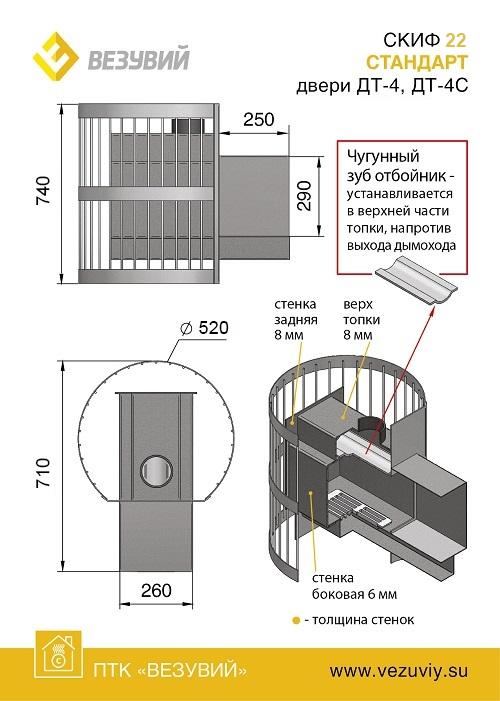 ВЕЗУВИЙ
СКИФ 22
СТАНДАРТ
двери ДТ-4, ДТ-4С
250
740
290
Чугунный
зуб отбойник -
устанавливается
в верхней части
топки, напротив
выхода дымохода
Ø 520
710
260
стенка
задняя
8 мм
верх
топки
8 мм
стенка
боковая 6 мм
- толщина стенок
ПТК «ВЕЗУВИЙ»
www.vezuviy.su